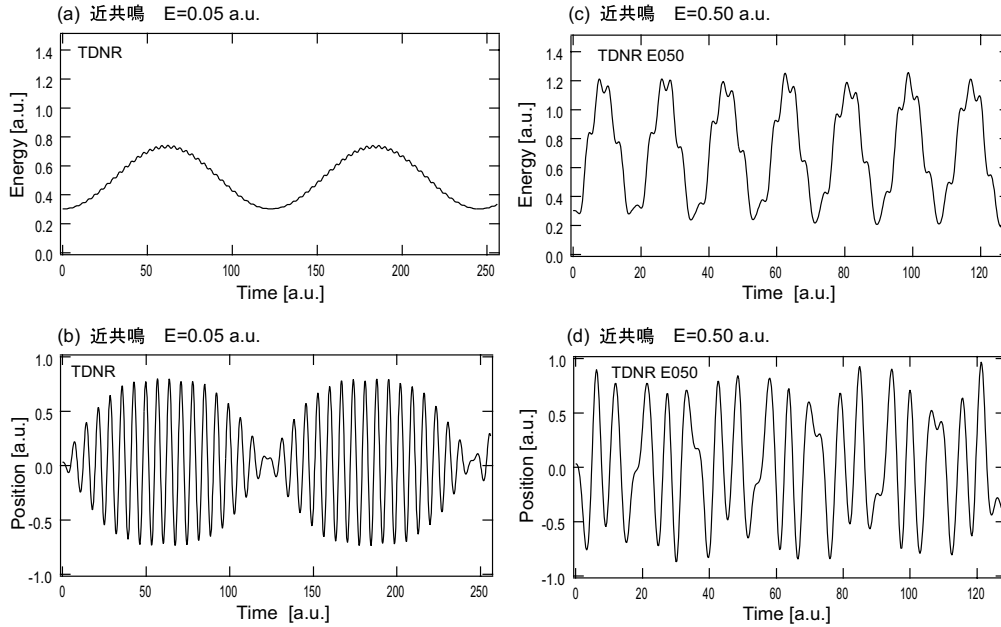 (a) 近共鳴 E=0.05 a.u.
TDNR
Energy [a.u.]
1.4
1.2
1.0
0.8
0.6
0.4
0.2
0.0
0 50 100 150 200 250
Time [a.u.]
(b) 近共鳴 E=0.05 a.u.
TDNR
Position [a.u.]
1.0
0.5
0.0
-0.5
-1.0
0 50 100 150 200 250
Time [a.u.]
(c) 近共鳴 E=0.50 a.u.
TDNR E050
Energy [a.u.]
1.4
1.2
1.0
0.8
0.6
0.4
0.2
0.0
0 20 40 60 80 100 120
Time [a.u.]
(d) 近共鳴 E=0.50 a.u.
TDNR E050
Position [a.u.]
1.0
0.5
0.0
-0.5
-1.0
0 20 40 60 80 100 120
Time [a.u.]